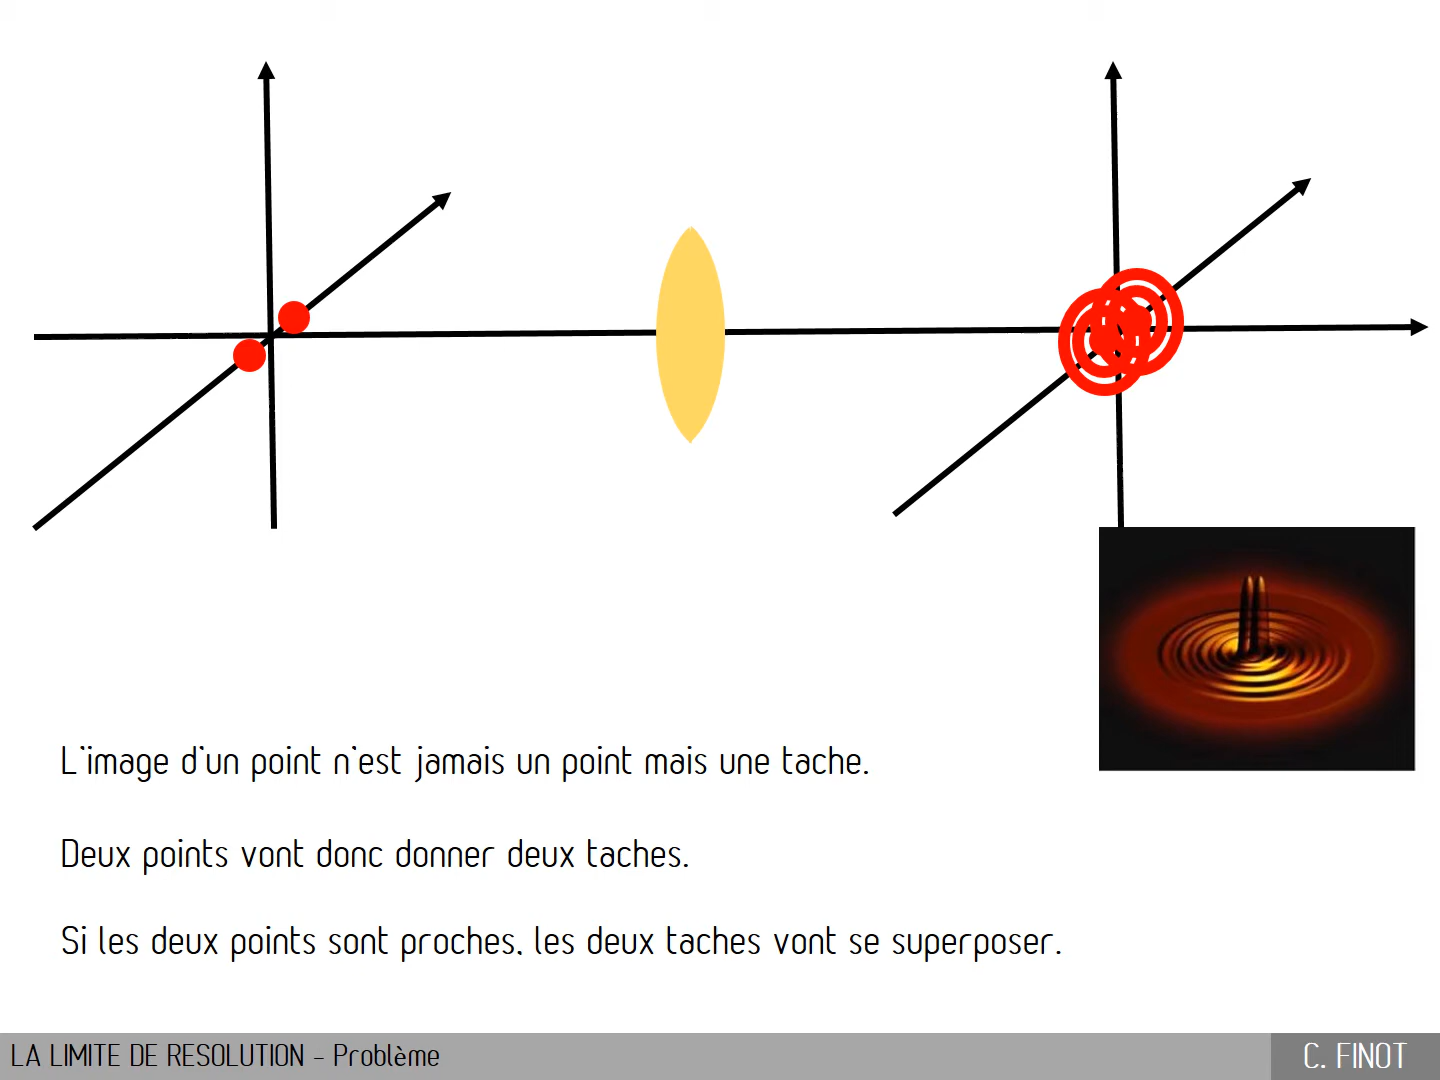 L'image d'un point n'est jamais un point mais une tache.
Deux points vont donc donner deux taches.
Si les deux points sont proches, les deux taches vont se superposer.
LA LIMITE DE RESOLUTION - Problème
C. FINOT